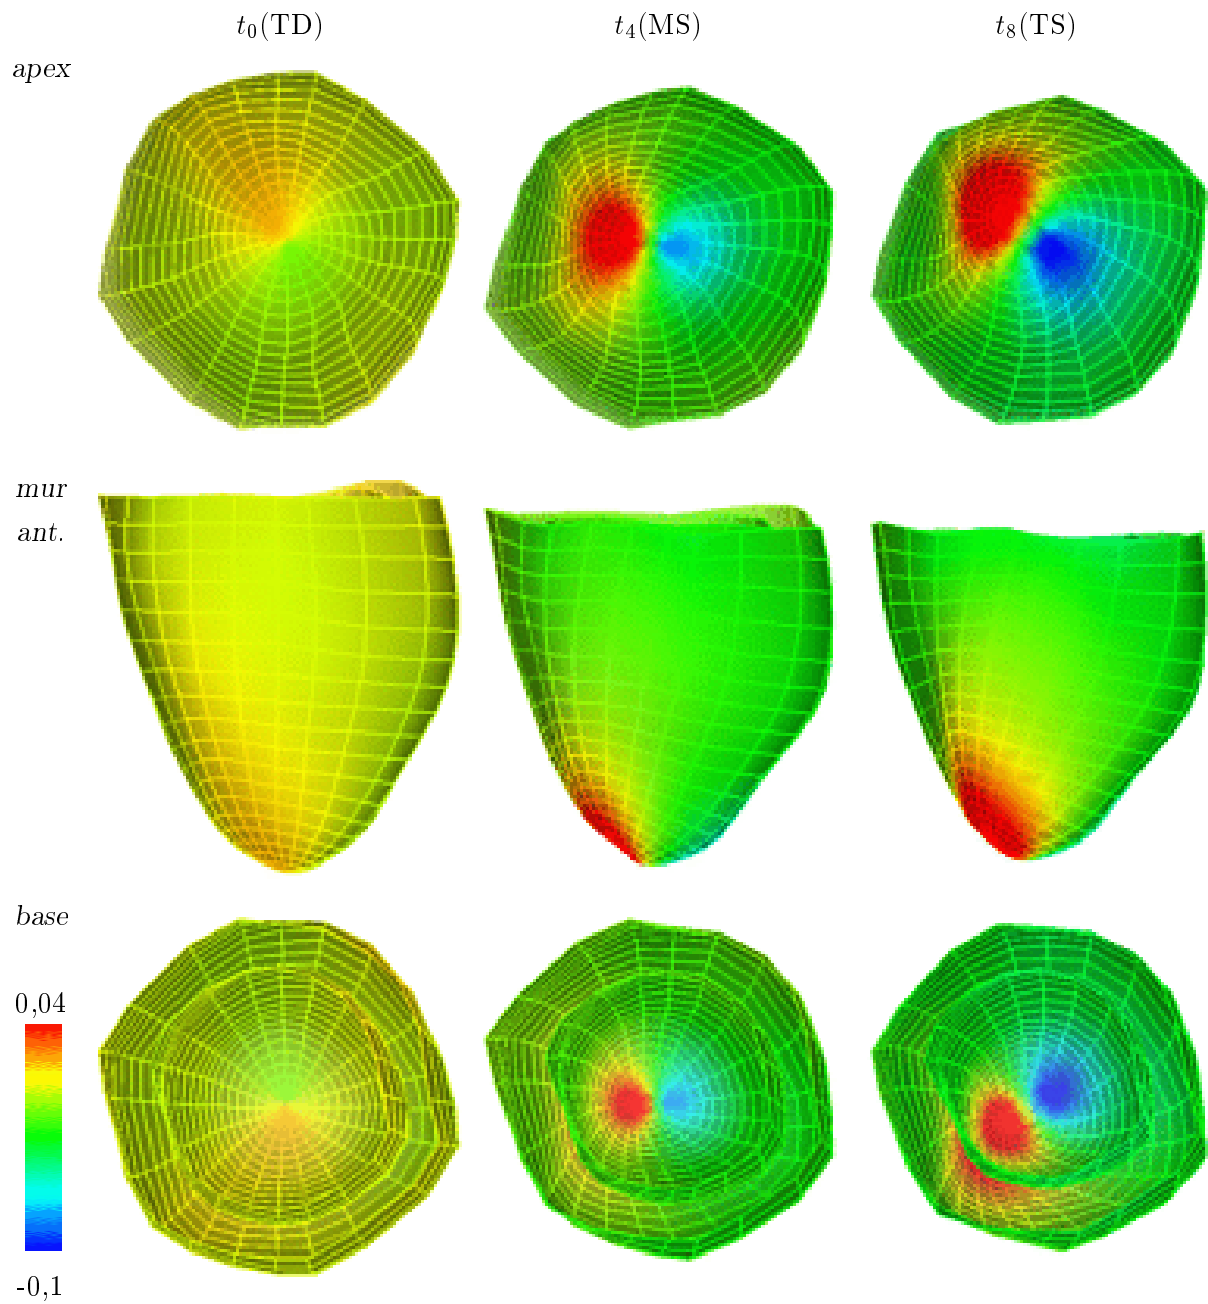 t₀(TD) t₄(MS) t₈(TS)
apex
mur
ant.
base
0,04
-0,1